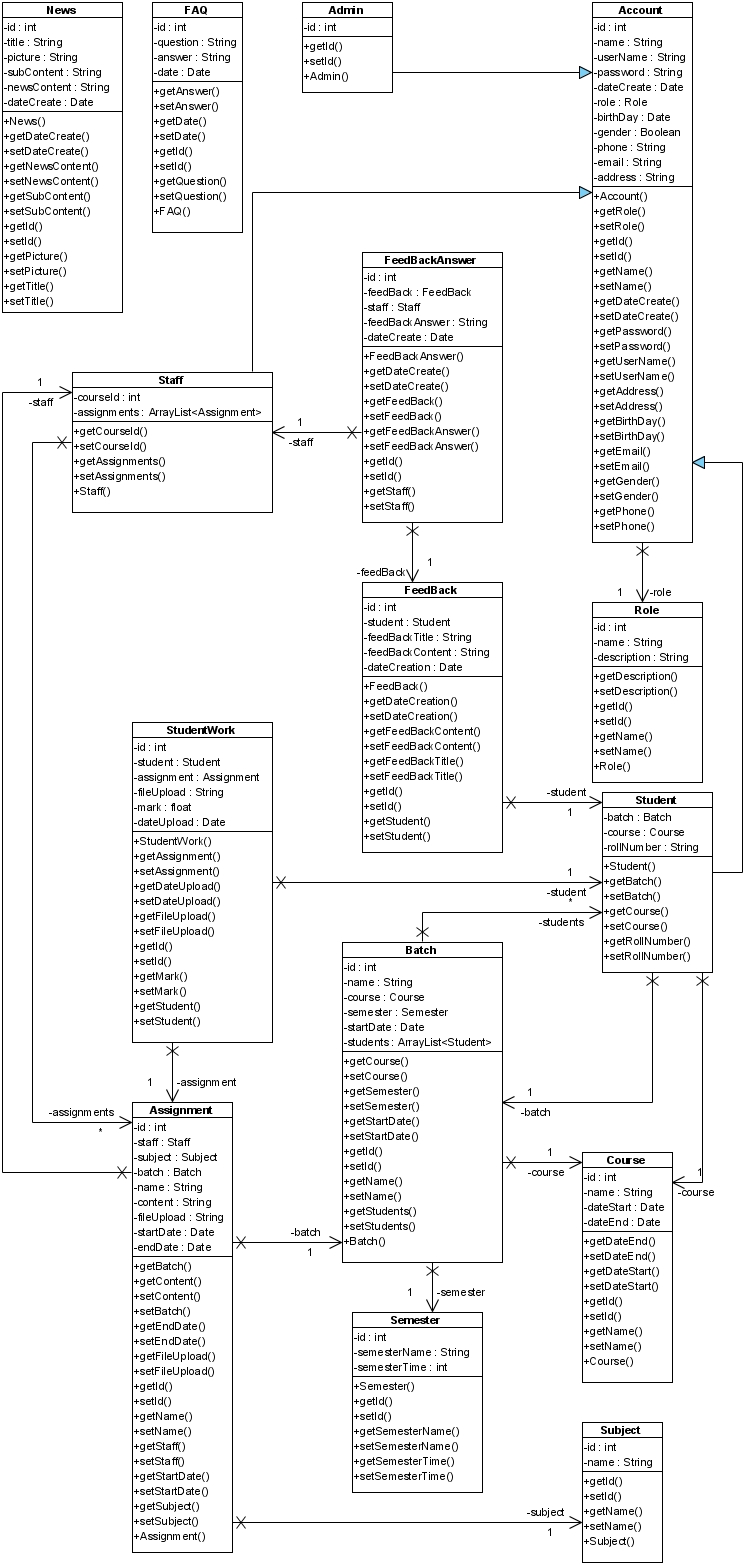 News
-id : int
-title : String
-picture : String
-subContent : String
-newsContent : String
-dateCreate : Date
+News()
+getDateCreate()
+setDateCreate()
+getNewsContent()
+setNewsContent()
+getSubContent()
+setSubContent()
+getId()
+setId()
+getPicture()
+setPicture()
+getTitle()
+setTitle()
FAQ
-id : int
-question : String
-answer : String
-date : Date
+getAnswer()
+setAnswer()
+getDate()
+setDate()
+getId()
+setId()
+getQuestion()
+setQuestion()
+FAQ()
Admin
-id : int
+getId()
+setId()
+Admin()
Account
-id : int
-name : String
-userName : String
-password : String
-dateCreate : Date
-role : Role
-birthDay : Date
-gender : Boolean
-phone : String
-email : String
-address : String
+Account()
+getRole()
+setRole()
+getId()
+setId()
+getName()
+setName()
+getDateCreate()
+setDateCreate()
+getPassword()
+setPassword()
+getUserName()
+setUserName()
+getAddress()
+setAddress()
+getBirthDay()
+setBirthDay()
+getEmail()
+setEmail()
+getGender()
+setGender()
+getPhone()
+setPhone()
FeedBackAnswer
-id : int
-feedBack : FeedBack
-staff : Staff
-feedBackAnswer : String
-dateCreate : Date
+FeedBackAnswer()
+getDateCreate()
+setDateCreate()
+getFeedBack()
+setFeedBack()
+getFeedBackAnswer()
+setFeedBackAnswer()
+getId()
+setId()
+getStaff()
+setStaff()
1
-staff
Staff
-courseId : int
-assignments : ArrayList<Assignment>
+getCourseId()
+setCourseId()
+getAssignments()
+setAssignments()
+Staff()
1
-staff
1
-feedBack
FeedBack
-id : int
-student : Student
-feedBackTitle : String
-feedBackContent : String
-dateCreation : Date
+FeedBack()
+getDateCreation()
+setDateCreation()
+getFeedBackContent()
+setFeedBackContent()
+getFeedBackTitle()
+setFeedBackTitle()
+getId()
+setId()
+getStudent()
+setStudent()
1
-role
Role
-id : int
-name : String
-description : String
+getDescription()
+setDescription()
+getId()
+setId()
+getName()
+setName()
+Role()
StudentWork
-id : int
-student : Student
-assignment : Assignment
-fileUpload : String
-mark : float
-dateUpload : Date
+StudentWork()
+getAssignment()
+setAssignment()
+getDateUpload()
+setDateUpload()
+getFileUpload()
+setFileUpload()
+getId()
+setId()
+getMark()
+setMark()
+getStudent()
+setStudent()
-student
1
Student
-batch : Batch
-course : Course
-rollNumber : String
+Student()
+getBatch()
+setBatch()
+getCourse()
+setCourse()
+getRollNumber()
+setRollNumber()
1
-student
*
-students
Batch
-id : int
-name : String
-course : Course
-semester : Semester
-startDate : Date
-students : ArrayList<Student>
+getCourse()
+setCourse()
+getSemester()
+setSemester()
+getStartDate()
+setStartDate()
+getId()
+setId()
+getName()
+setName()
+getStudents()
+setStudents()
+Batch()
1
-assignment
-assignments
*
Assignment
-id : int
-staff : Staff
-subject : Subject
-batch : Batch
-name : String
-content : String
-fileUpload : String
-startDate : Date
-endDate : Date
+getBatch()
+getContent()
+setContent()
+setBatch()
+getEndDate()
+setEndDate()
+getFileUpload()
+setFileUpload()
+getId()
+setId()
+getName()
+setName()
+getStaff()
+setStaff()
+getStartDate()
+setStartDate()
+getSubject()
+setSubject()
+Assignment()
-batch
1
1
-batch
1
-course
1
-course
Course
-id : int
-name : String
-dateStart : Date
-dateEnd : Date
+getDateEnd()
+setDateEnd()
+getDateStart()
+setDateStart()
+getId()
+setId()
+getName()
+setName()
+Course()
1
-semester
Semester
-id : int
-semesterName : String
-semesterTime : int
+Semester()
+getId()
+setId()
+getSemesterName()
+setSemesterName()
+getSemesterTime()
+setSemesterTime()
-subject
1
Subject
-id : int
-name : String
+getId()
+setId()
+getName()
+setName()
+Subject()